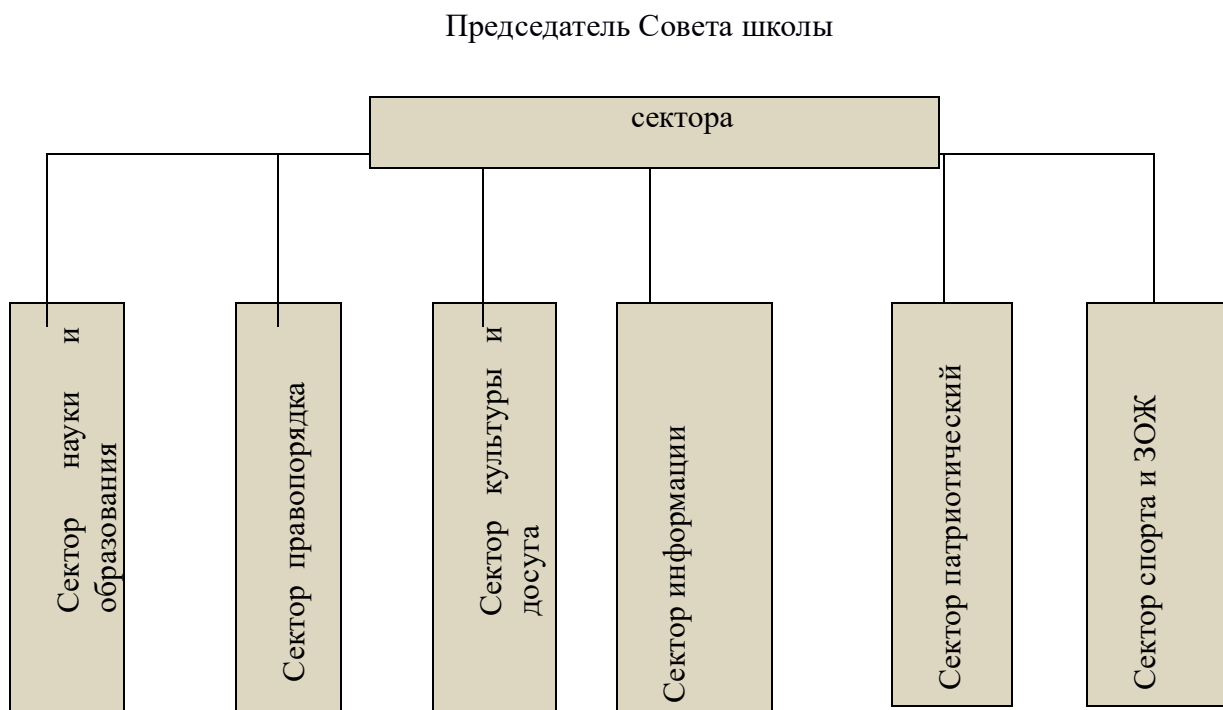 Председатель Совета школы
сектора
Сектор науки и
образования
Сектор правопорядка
Сектор культуры и
досуга
Сектор информации
Сектор патриотический
Сектор спорта и ЗОЖ